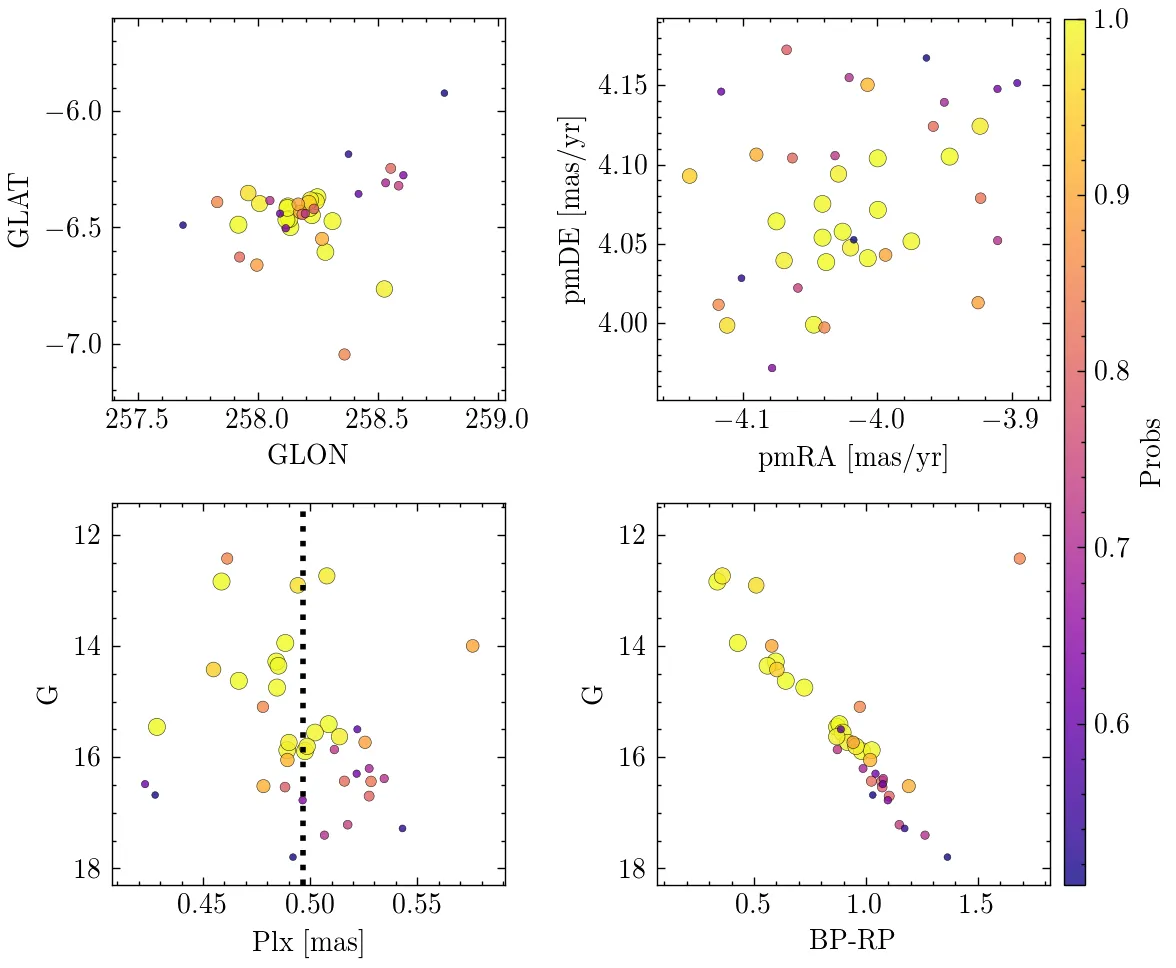 −6.0
−6.5
−7.0
GLAT
257.5 258.0 258.5 259.0
GLON
4.15
4.10
4.05
4.00
pmDE [mas/yr]
−4.1 −4.0 −3.9
pmRA [mas/yr]
12
14
16
18
G
0.45 0.50 0.55
Plx [mas]
12
14
16
18
G
0.5 1.0 1.5
BP-RP
1.0
0.9
0.8
0.7
0.6
Probs